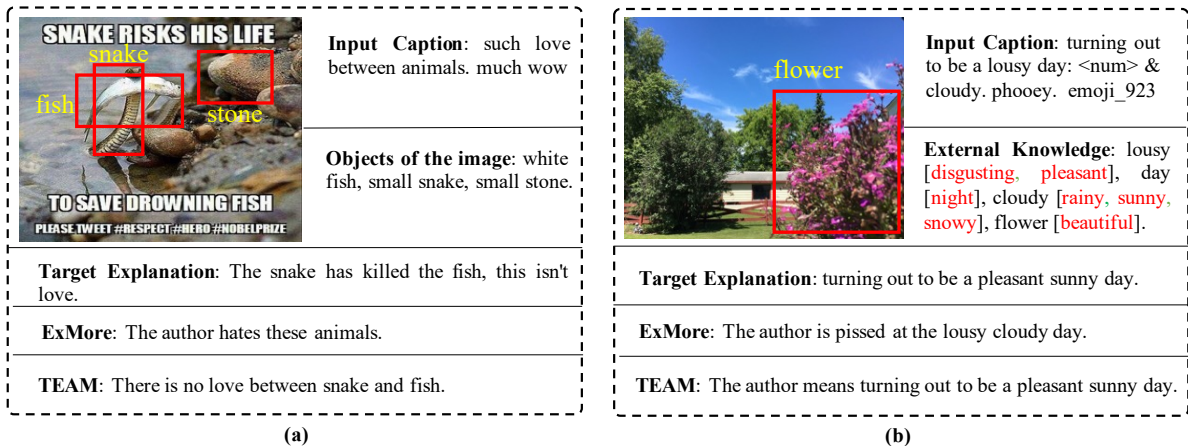 SNAKE RISKS HIS LIFE
snake
fish
stone
TO SAVE DROWNING FISH
PLEASE TWEET #RESPECT #HERO #NOBELPRIZE
Input Caption: such love
between animals. much wow
Objects of the image: white
fish, small snake, small stone.
Target Explanation: The snake has killed the fish, this isn't
love.
ExMore: The author hates these animals.
TEAM: There is no love between snake and fish.
(a)
flower
Input Caption: turning out
to be a lousy day: <num> &
cloudy. phooey. emoji_923
External Knowledge: lousy
[disgusting, pleasant], day
[night], cloudy [rainy, sunny,
snowy], flower [beautiful].
Target Explanation: turning out to be a pleasant sunny day.
ExMore: The author is pissed at the lousy cloudy day.
TEAM: The author means turning out to be a pleasant sunny day.
(b)